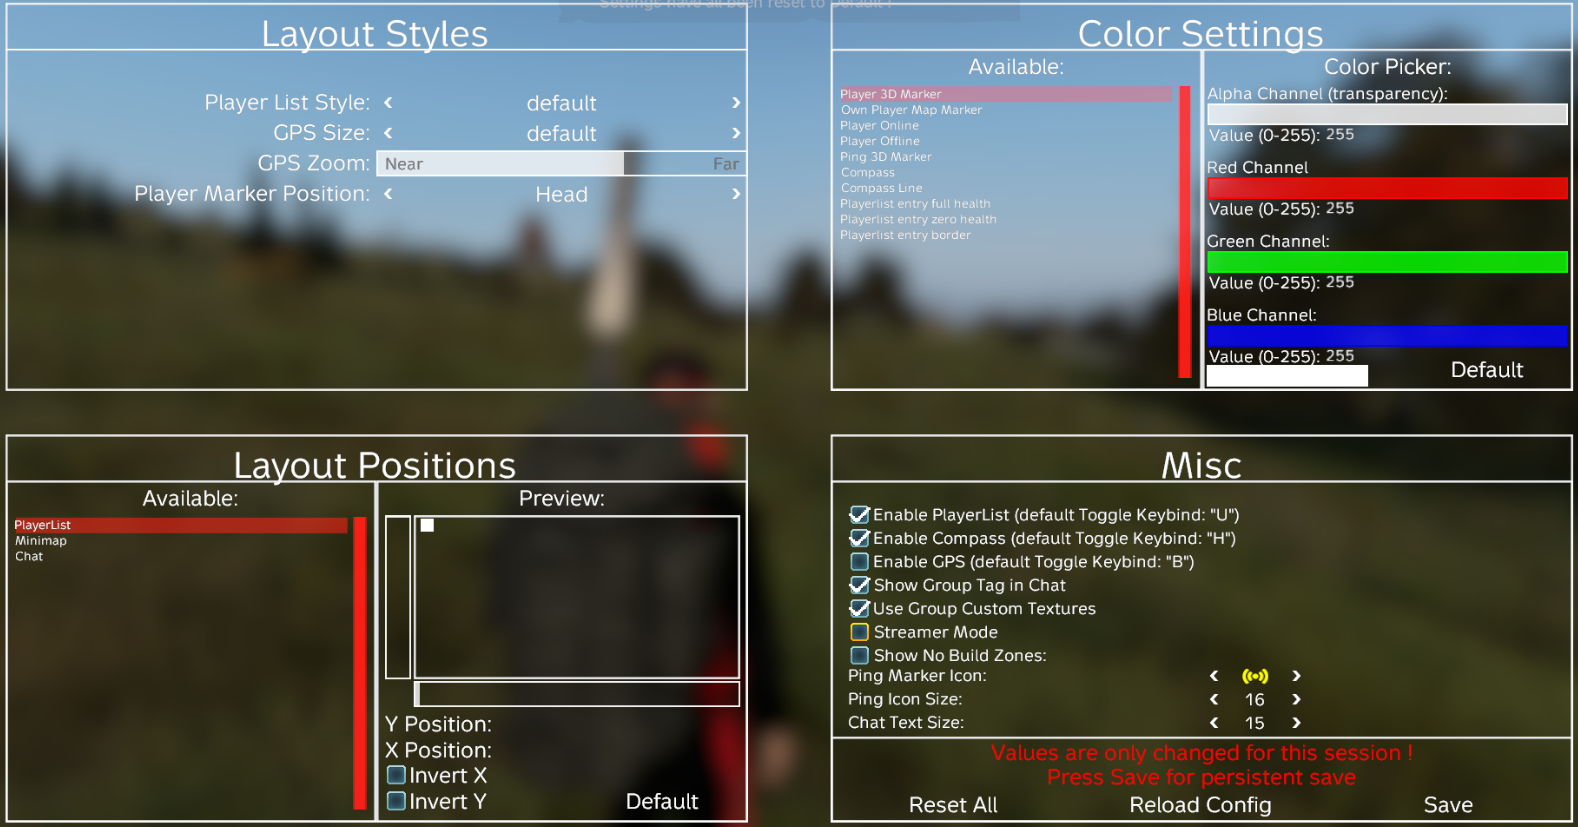 Settings have all been reset to Default !
Layout Styles
Player List Style: < default >
GPS Size: < default >
GPS Zoom: Near Far
Player Marker Position: < Head >
Color Settings
Available:
Player 3D Marker
Own Player Map Marker
Player Online
Player Offline
Ping 3D Marker
Compass
Compass Line
Playerlist entry full health
Playerlist entry zero health
Playerlist entry border
Color Picker:
Alpha Channel (transparency):
Value (0-255): 255
Red Channel
Value (0-255): 255
Green Channel:
Value (0-255): 255
Blue Channel:
Value (0-255): 255
Default
Layout Positions
Available:
PlayerList
Minimap
Chat
Preview:
Y Position:
X Position:
Invert X
Invert Y
Default
Misc
Enable PlayerList (default Toggle Keybind: "U")
Enable Compass (default Toggle Keybind: "H")
Enable GPS (default Toggle Keybind: "B")
Show Group Tag in Chat
Use Group Custom Textures
Streamer Mode
Show No Build Zones:
Ping Marker Icon: < >
Ping Icon Size: < 16 >
Chat Text Size: < 15 >
Values are only changed for this session !
Press Save for persistent save
Reset All Reload Config Save